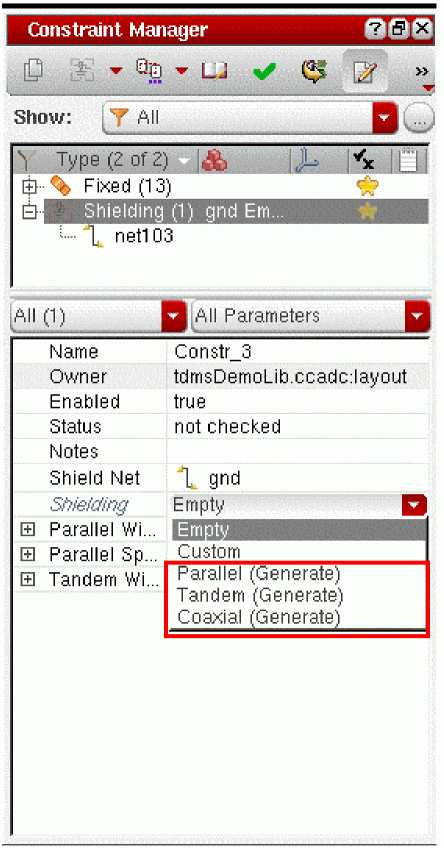 Constraint Manager
Show: All
Type (2 of 2)
Fixed (13)
Shielding (1) gnd Em...
net103
All (1) All Parameters
Name Constr_3
Owner tdmsDemoLib.ccadc:layout
Enabled true
Status not checked
Notes
Shield Net gnd
Shielding Empty
Parallel Wi... Empty
Parallel Sp... Custom
Tandem Wi... Parallel (Generate)
Tandem (Generate)
Coaxial (Generate)